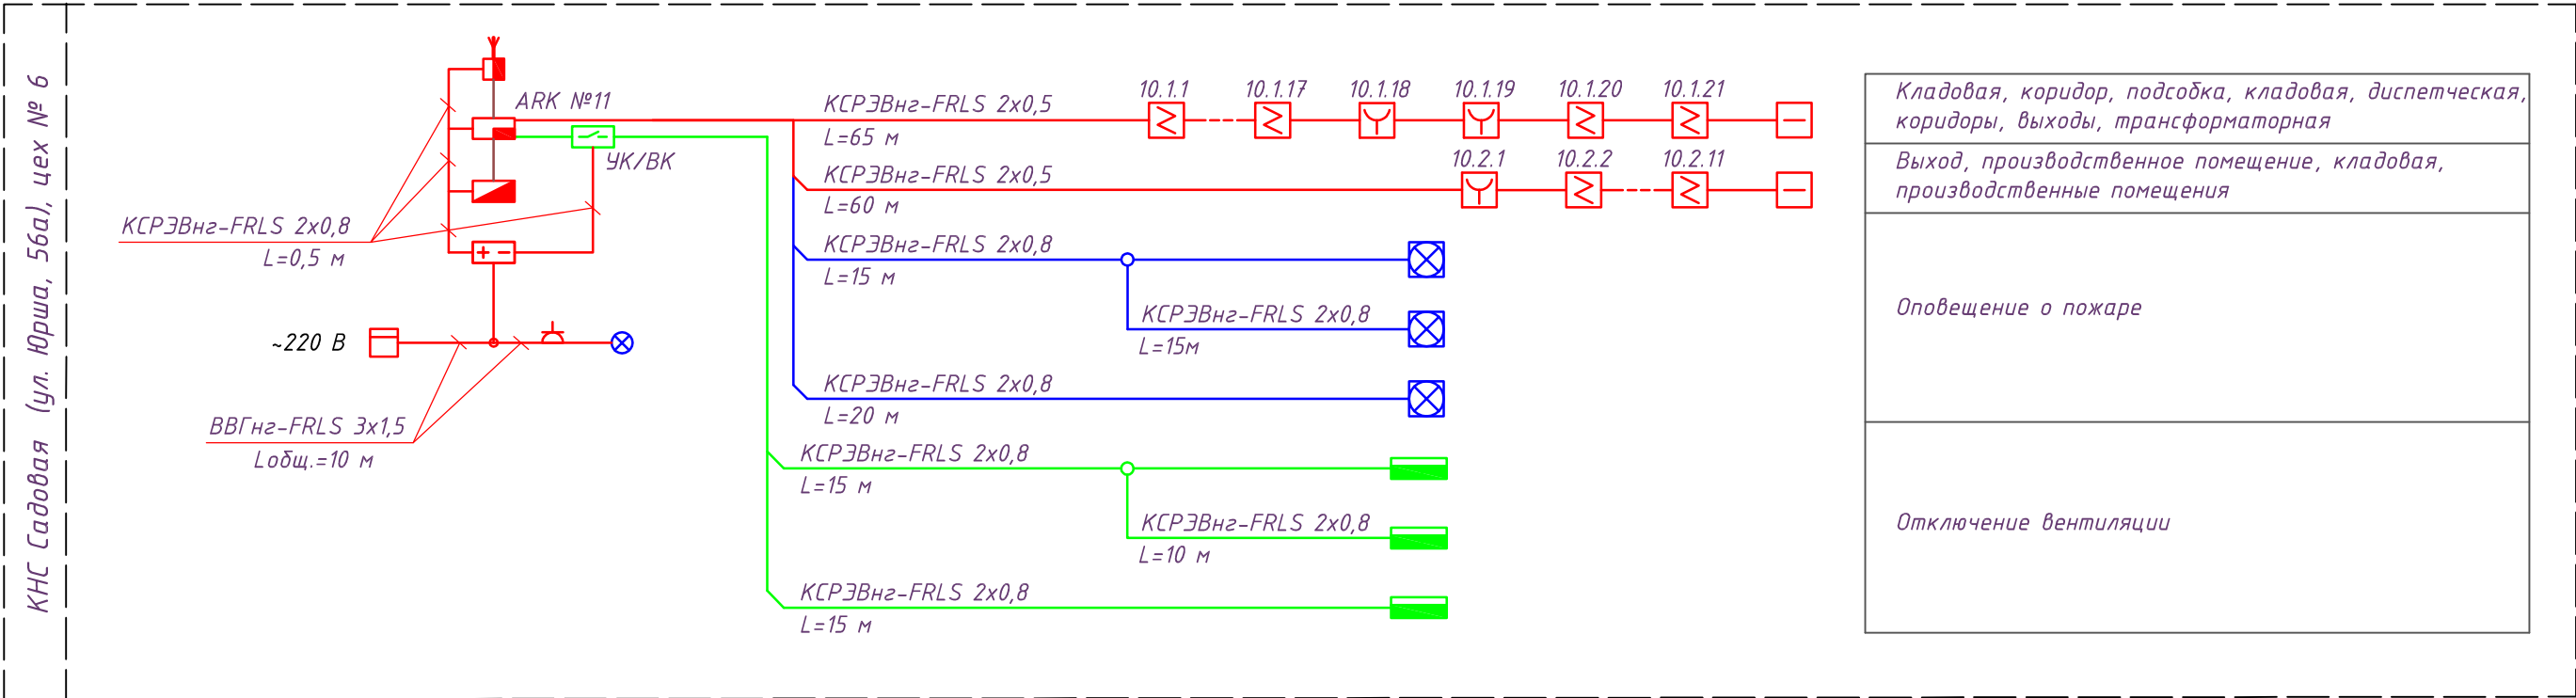 КНС Садовая (ул. Юрша, 56а), цех № 6
ARK №11
УК/ВК
КСРЭВнг-FRLS 2х0,8
L=0,5 м
~220 В
ВВГнг-FRLS 3х1,5
Lобщ.=10 м
КСРЭВнг-FRLS 2х0,5
L=65 м
10.1.1
10.1.17
10.1.18
10.1.19
10.1.20
10.1.21
КСРЭВнг-FRLS 2х0,5
L=60 м
10.2.1
10.2.2
10.2.11
КСРЭВнг-FRLS 2х0,8
L=15 м
КСРЭВнг-FRLS 2х0,8
L=15м
КСРЭВнг-FRLS 2х0,8
L=20 м
КСРЭВнг-FRLS 2х0,8
L=15 м
КСРЭВнг-FRLS 2х0,8
L=10 м
КСРЭВнг-FRLS 2х0,8
L=15 м
Кладовая, коридор, подсобка, кладовая, диспетческая,
коридоры, выходы, трансформаторная
Выход, производственное помещение, кладовая,
производственные помещения
Оповещение о пожаре
Отключение вентиляции